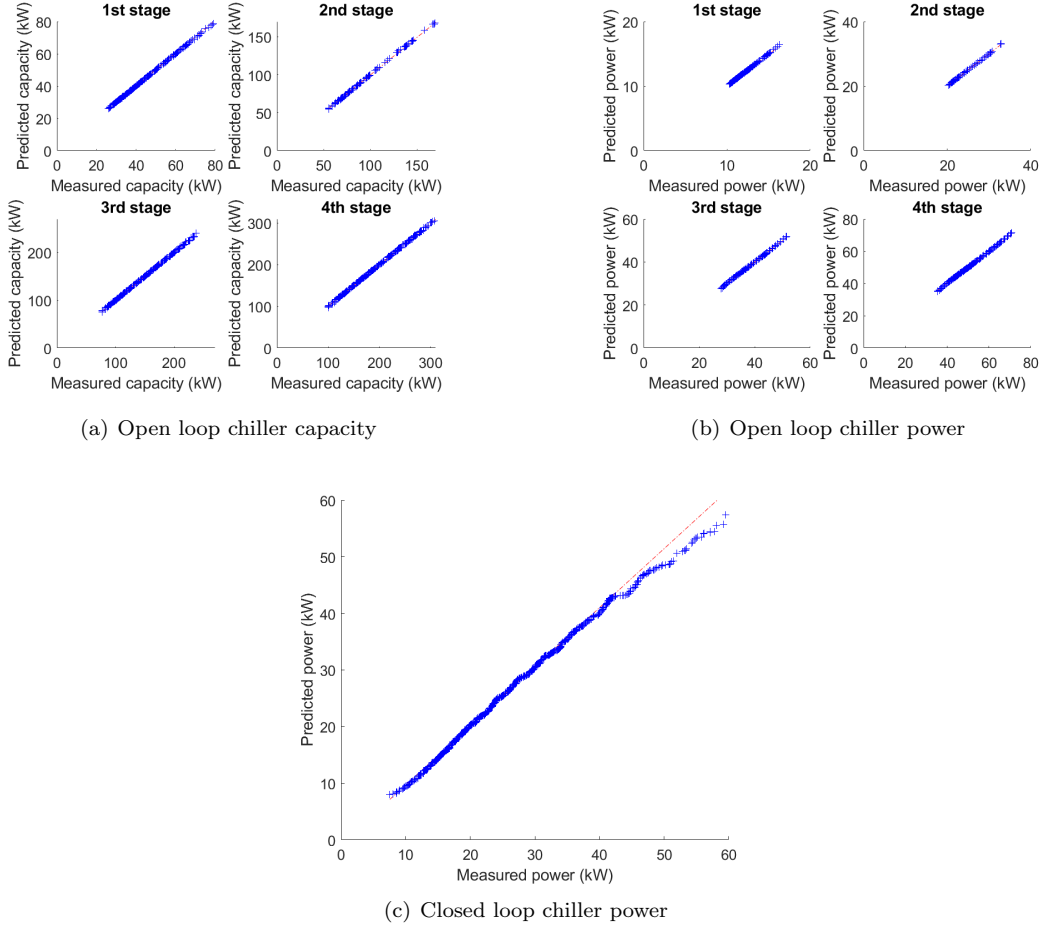 1st stage
Predicted capacity (kW)
80
60
40
20
0
0 20 40 60 80
Measured capacity (kW)
2nd stage
Predicted capacity (kW)
150
100
50
0
0 50 100 150
Measured capacity (kW)
3rd stage
Predicted capacity (kW)
200
100
0
0 100 200
Measured capacity (kW)
4th stage
Predicted capacity (kW)
300
200
100
0
0 100 200 300
Measured capacity (kW)
(a) Open loop chiller capacity
1st stage
Predicted power (kW)
20
10
0
0 10 20
Measured power (kW)
2nd stage
Predicted power (kW)
40
20
0
0 20 40
Measured power (kW)
3rd stage
Predicted power (kW)
60
40
20
0
0 20 40 60
Measured power (kW)
4th stage
Predicted power (kW)
80
60
40
20
0
0 20 40 60 80
Measured power (kW)
(b) Open loop chiller power
Predicted power (kW)
60
50
40
30
20
10
0
0 10 20 30 40 50 60
Measured power (kW)
(c) Closed loop chiller power